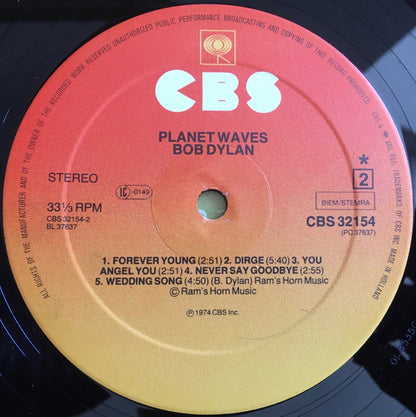 ALL RIGHTS OF THE MANUFACTURER AND OF THE OWNER OF THE RECORDED WORK RESERVED UNAUTHORIZED PUBLIC PERFORMANCE BROADCASTING AND COPYING OF THIS RECORD PROHIBITED
CBS
PLANET WAVES
BOB DYLAN
STEREO
LC-0149
* 2
33⅓ RPM
BIEM/STEMRA
CBS 32154-2
BL 37637
CBS 32154
(PC 37637)
1. FOREVER YOUNG (2:51) 2. DIRGE (5:40) 3. YOU
ANGEL YOU (2:51) 4. NEVER SAY GOODBYE (2:55)
5. WEDDING SONG (4:50) (B. Dylan) Ram's Horn Music
© Ram's Horn Music
℗ 1974 CBS Inc.
ARE REG. TRADEMARKS OF CBS INC. MADE IN HOLLAND